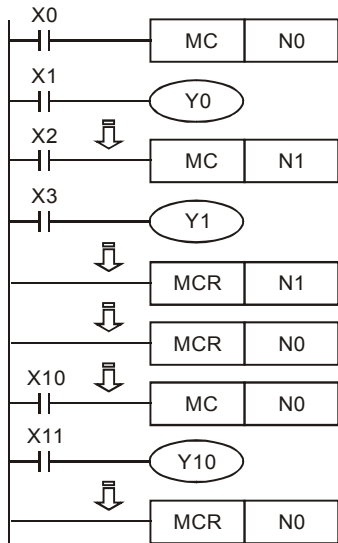 X0
MC N0
X1
Y0
X2
MC N1
X3
Y1
MCR N1
MCR N0
X10
MC N0
X11
Y10
MCR N0